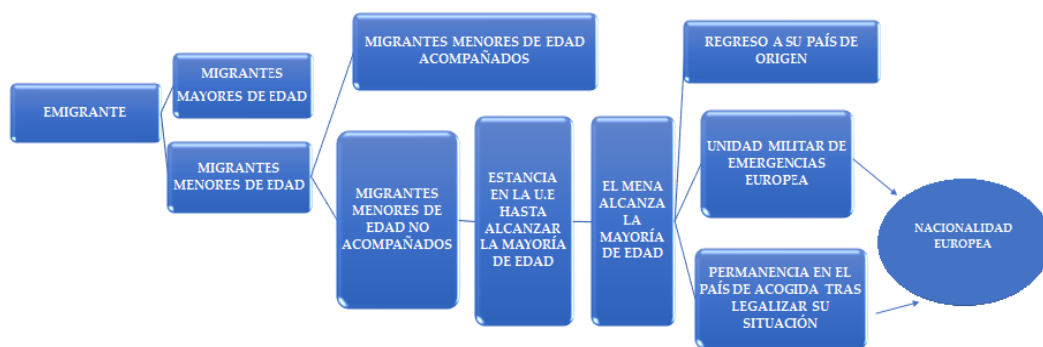 EMIGRANTE
MIGRANTES
MAYORES DE EDAD
MIGRANTES
MENORES DE EDAD
MIGRANTES MENORES DE EDAD
ACOMPAÑADOS
MIGRANTES
MENORES DE
EDAD NO
ACOMPAÑADOS
ESTANCIA
EN LA U.E
HASTA
ALCANZAR
LA MAYORÍA
DE EDAD
EL MENA
ALCANZA
LA
MAYORÍA
DE EDAD
REGRESO A SU PAÍS DE
ORIGEN
UNIDAD MILITAR DE
EMERGENCIAS
EUROPEA
PERMANENCIA EN EL
PAÍS DE ACOGIDA TRAS
LEGALIZAR SU
SITUACIÓN
NACIONALIDAD
EUROPEA